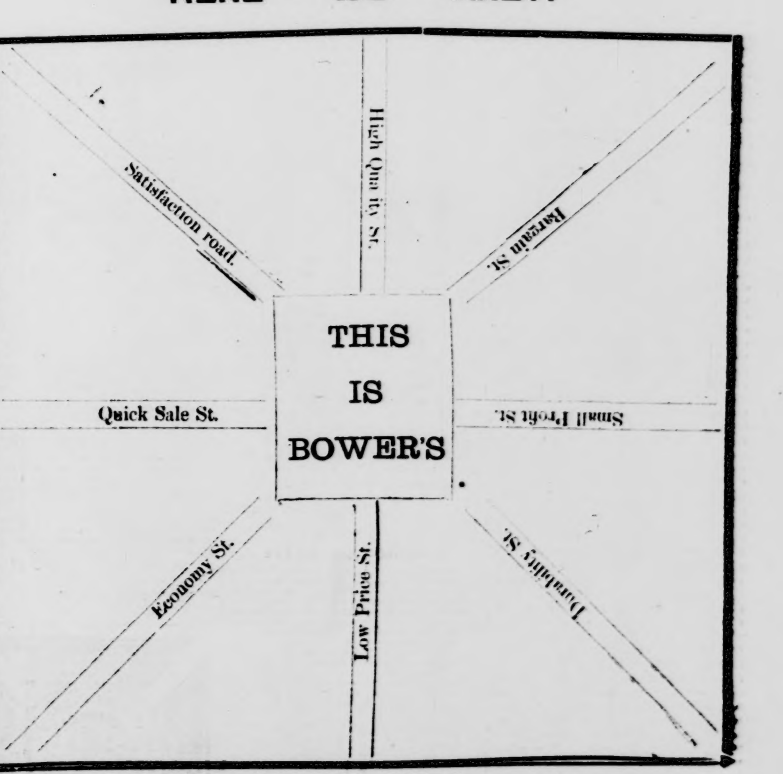 High Quality St.
Satisfaction road.
Bargain St.
THIS
IS
BOWER'S
Quick Sale St.
Small Profit St.
Economy St.
Low Price St.
Durability St.